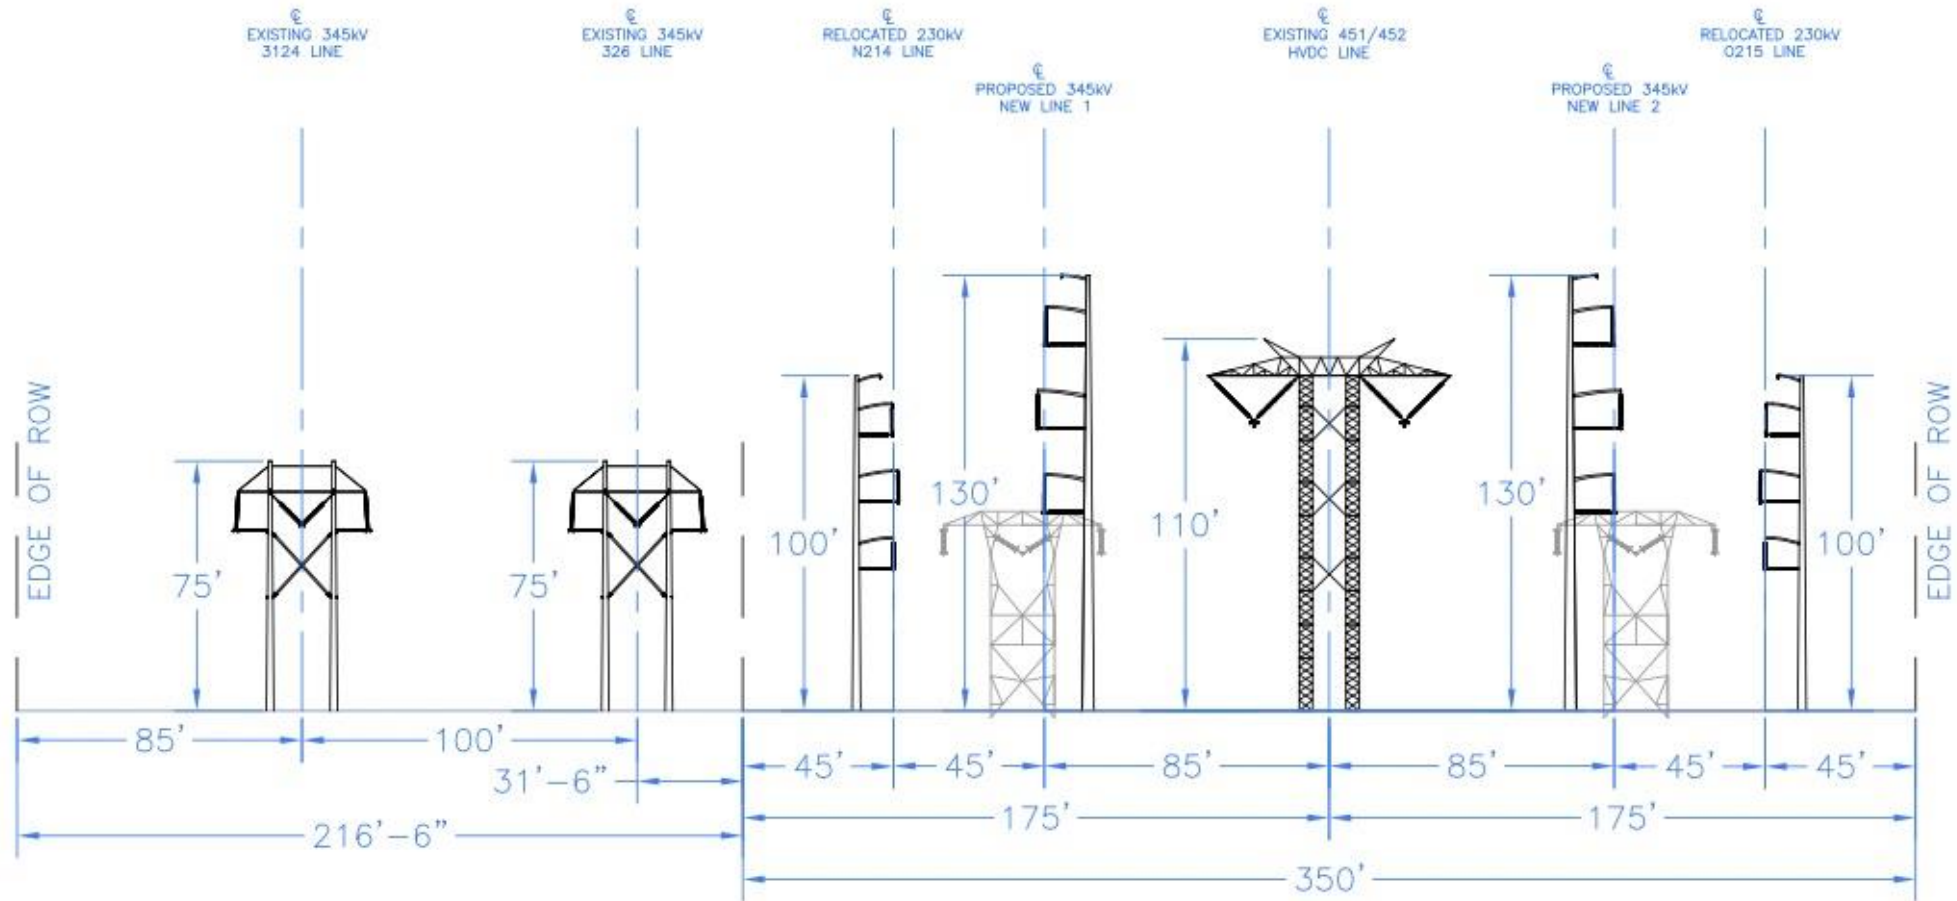 ℄
EXISTING 345kV
3124 LINE
℄
EXISTING 345kV
326 LINE
℄
RELOCATED 230kV
N214 LINE
℄
PROPOSED 345kV
NEW LINE 1
℄
EXISTING 451/452
HVDC LINE
℄
PROPOSED 345kV
NEW LINE 2
℄
RELOCATED 230kV
O215 LINE
EDGE OF ROW
75'
75'
100'
130'
110'
130'
100'
EDGE OF ROW
85'
100'
31'-6"
45'
45'
85'
85'
45'
45'
216'-6"
175'
175'
350'